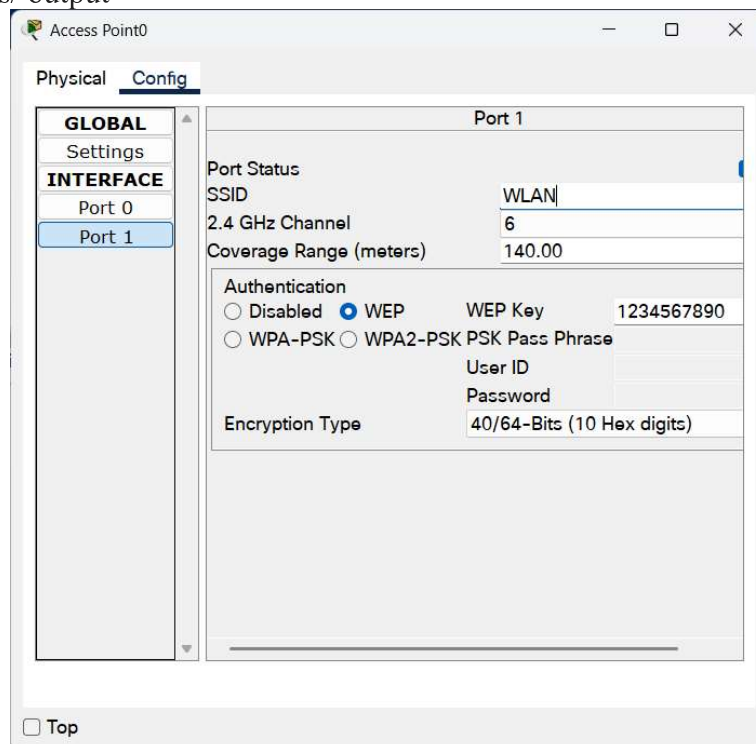 s/ output
Access Point0
Physical Config
GLOBAL
Settings
INTERFACE
Port 0
Port 1
Port 1
Port Status
SSID WLAN
2.4 GHz Channel 6
Coverage Range (meters) 140.00
Authentication
Disabled WEP WEP Key 1234567890
WPA-PSK WPA2-PSK PSK Pass Phrase
User ID
Password
Encryption Type 40/64-Bits (10 Hex digits)
Top